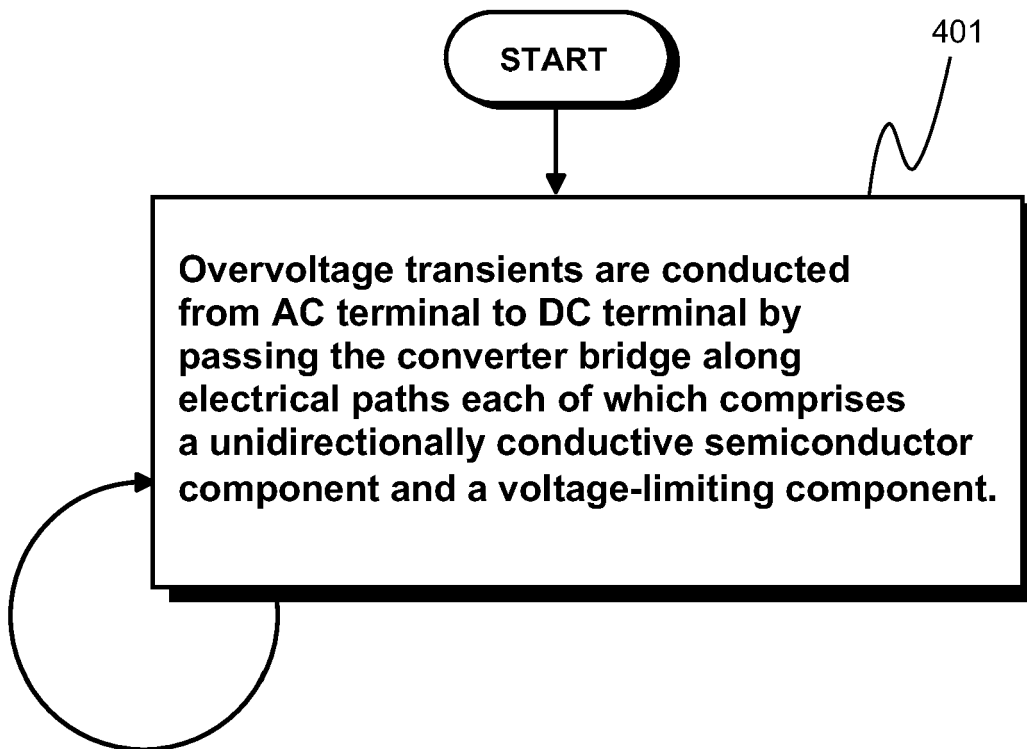 401
START
Overvoltage transients are conducted
from AC terminal to DC terminal by
passing the converter bridge along
electrical paths each of which comprises
a unidirectionally conductive semiconductor
component and a voltage-limiting component.